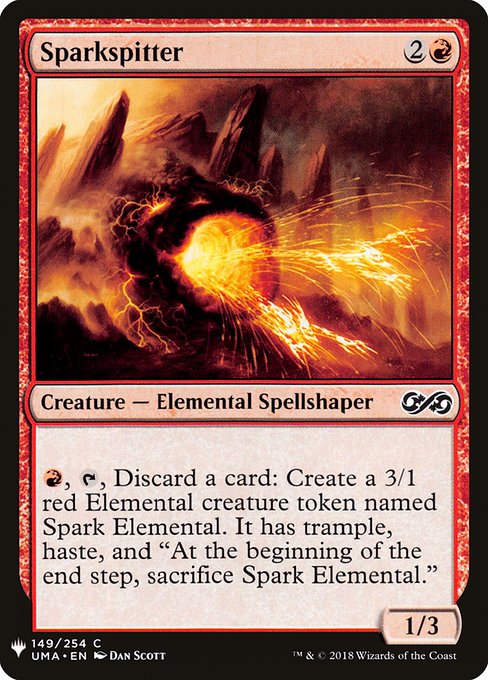 Sparkspitter 2
Creature — Elemental Spellshaper
, , Discard a card: Create a 3/1
red Elemental creature token named
Spark Elemental. It has trample,
haste, and “At the beginning of the
end step, sacrifice Spark Elemental.”
1/3
149/254 C
UMA • EN Dan Scott
™ & © 2018 Wizards of the Coast